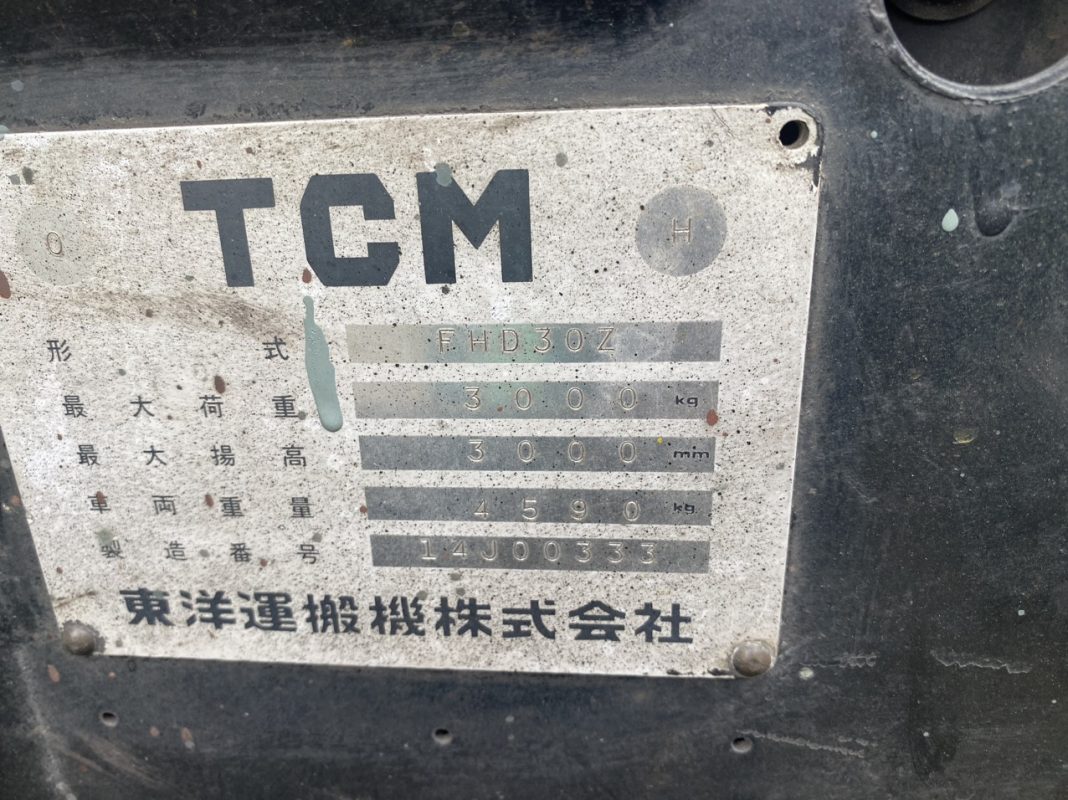 TCM
O H
形式 FHD30Z
最大荷重 3000 kg
最大揚高 3000 mm
車両重量 4590 kg
製造番号 14J00333
東洋運搬機株式会社